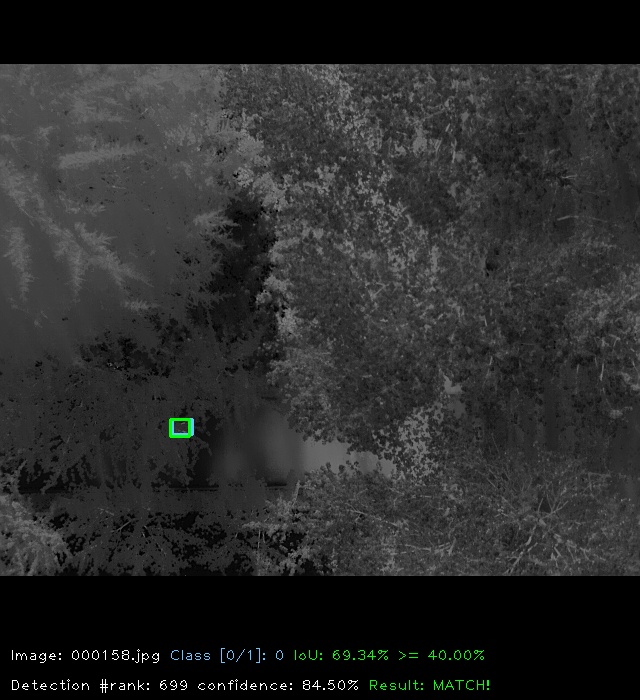 Image: 000158.jpg Class [0/1]: 0 IoU: 69.34% >= 40.00%
Detection #rank: 699 confidence: 84.50% Result: MATCH!